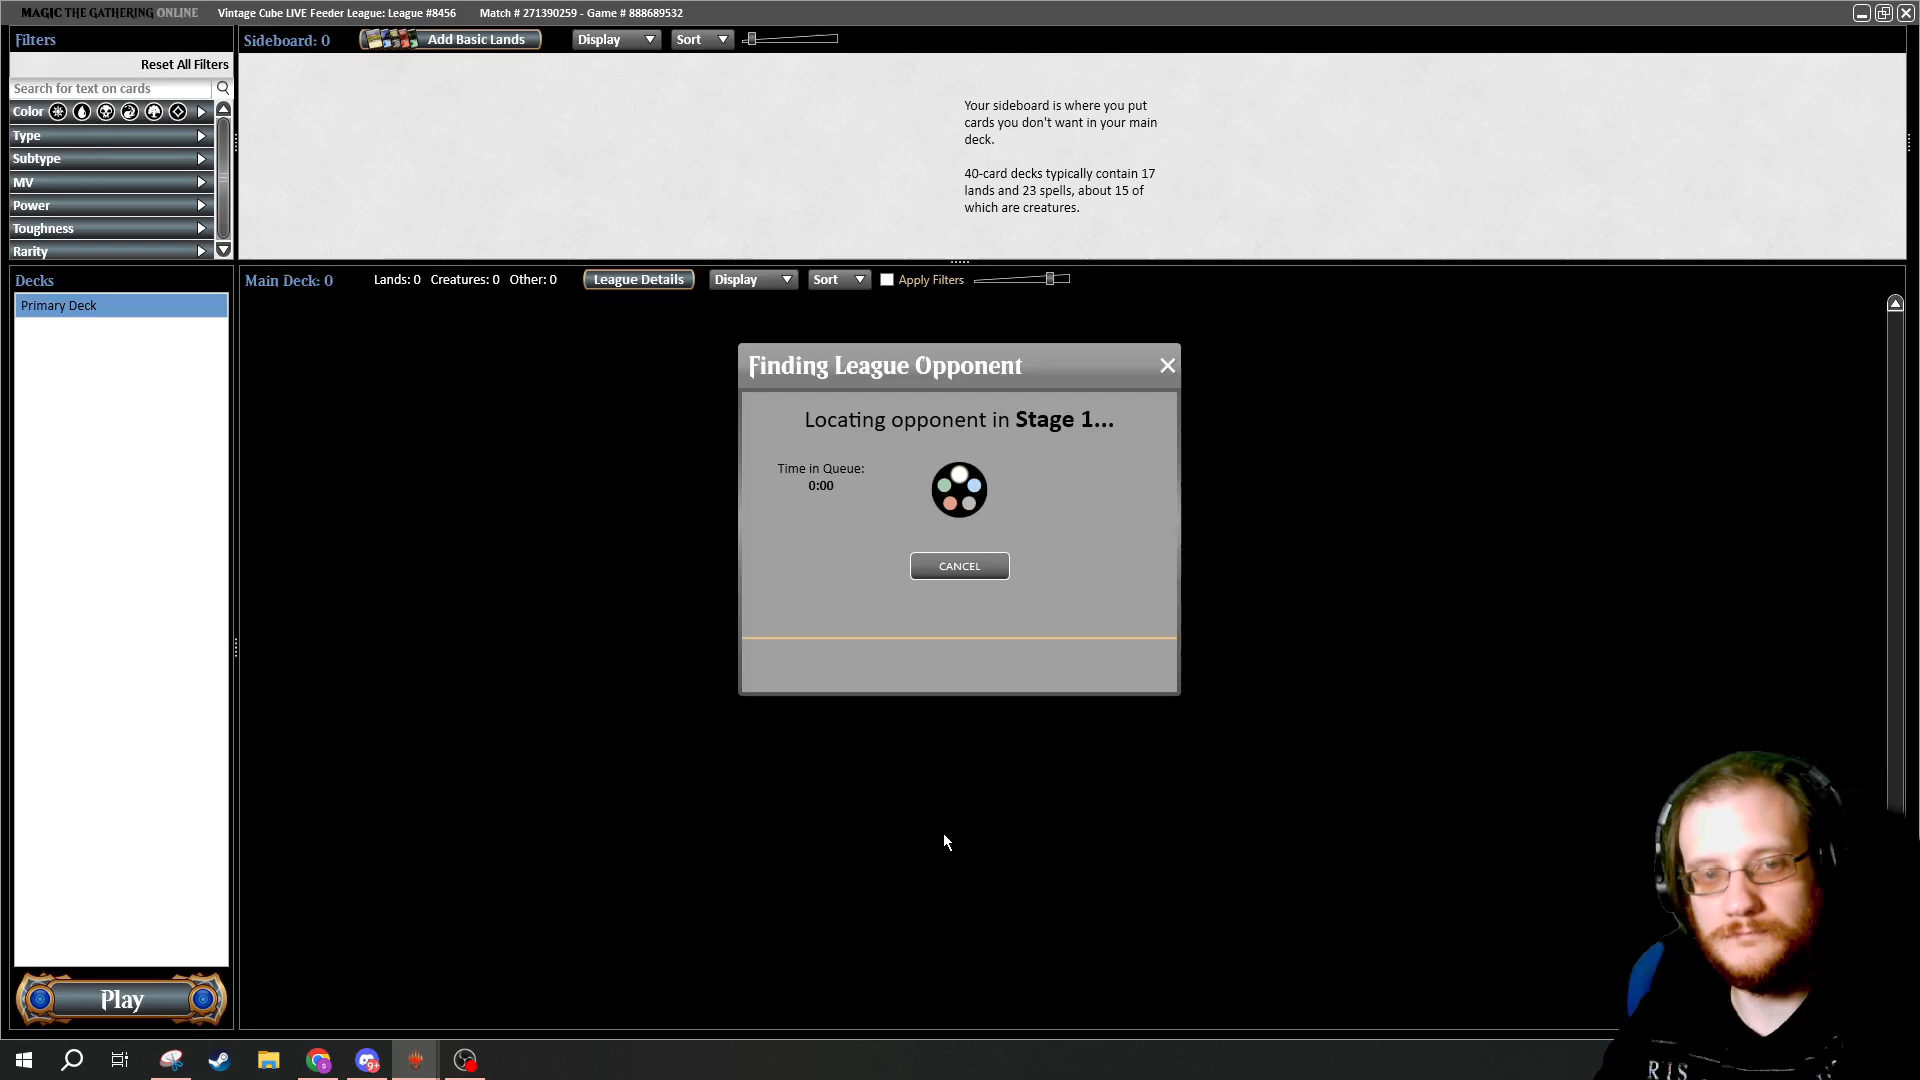 MAGIC THE GATHERING ONLINE
Vintage Cube LIVE Feeder League: League #8456
Match # 271390259 - Game # 888689532
Filters
Reset All Filters
Search for text on cards
Color
Type
Subtype
MV
Power
Toughness
Rarity
Sideboard: 0
Add Basic Lands
Display
Sort
Your sideboard is where you put
cards you don't want in your main
deck.
40-card decks typically contain 17
lands and 23 spells, about 15 of
which are creatures.
Decks
Primary Deck
Main Deck: 0
Lands: 0 Creatures: 0 Other: 0
League Details
Display
Sort
Apply Filters
Finding League Opponent
Locating opponent in Stage 1...
Time in Queue:
0:00
CANCEL
Play
9+